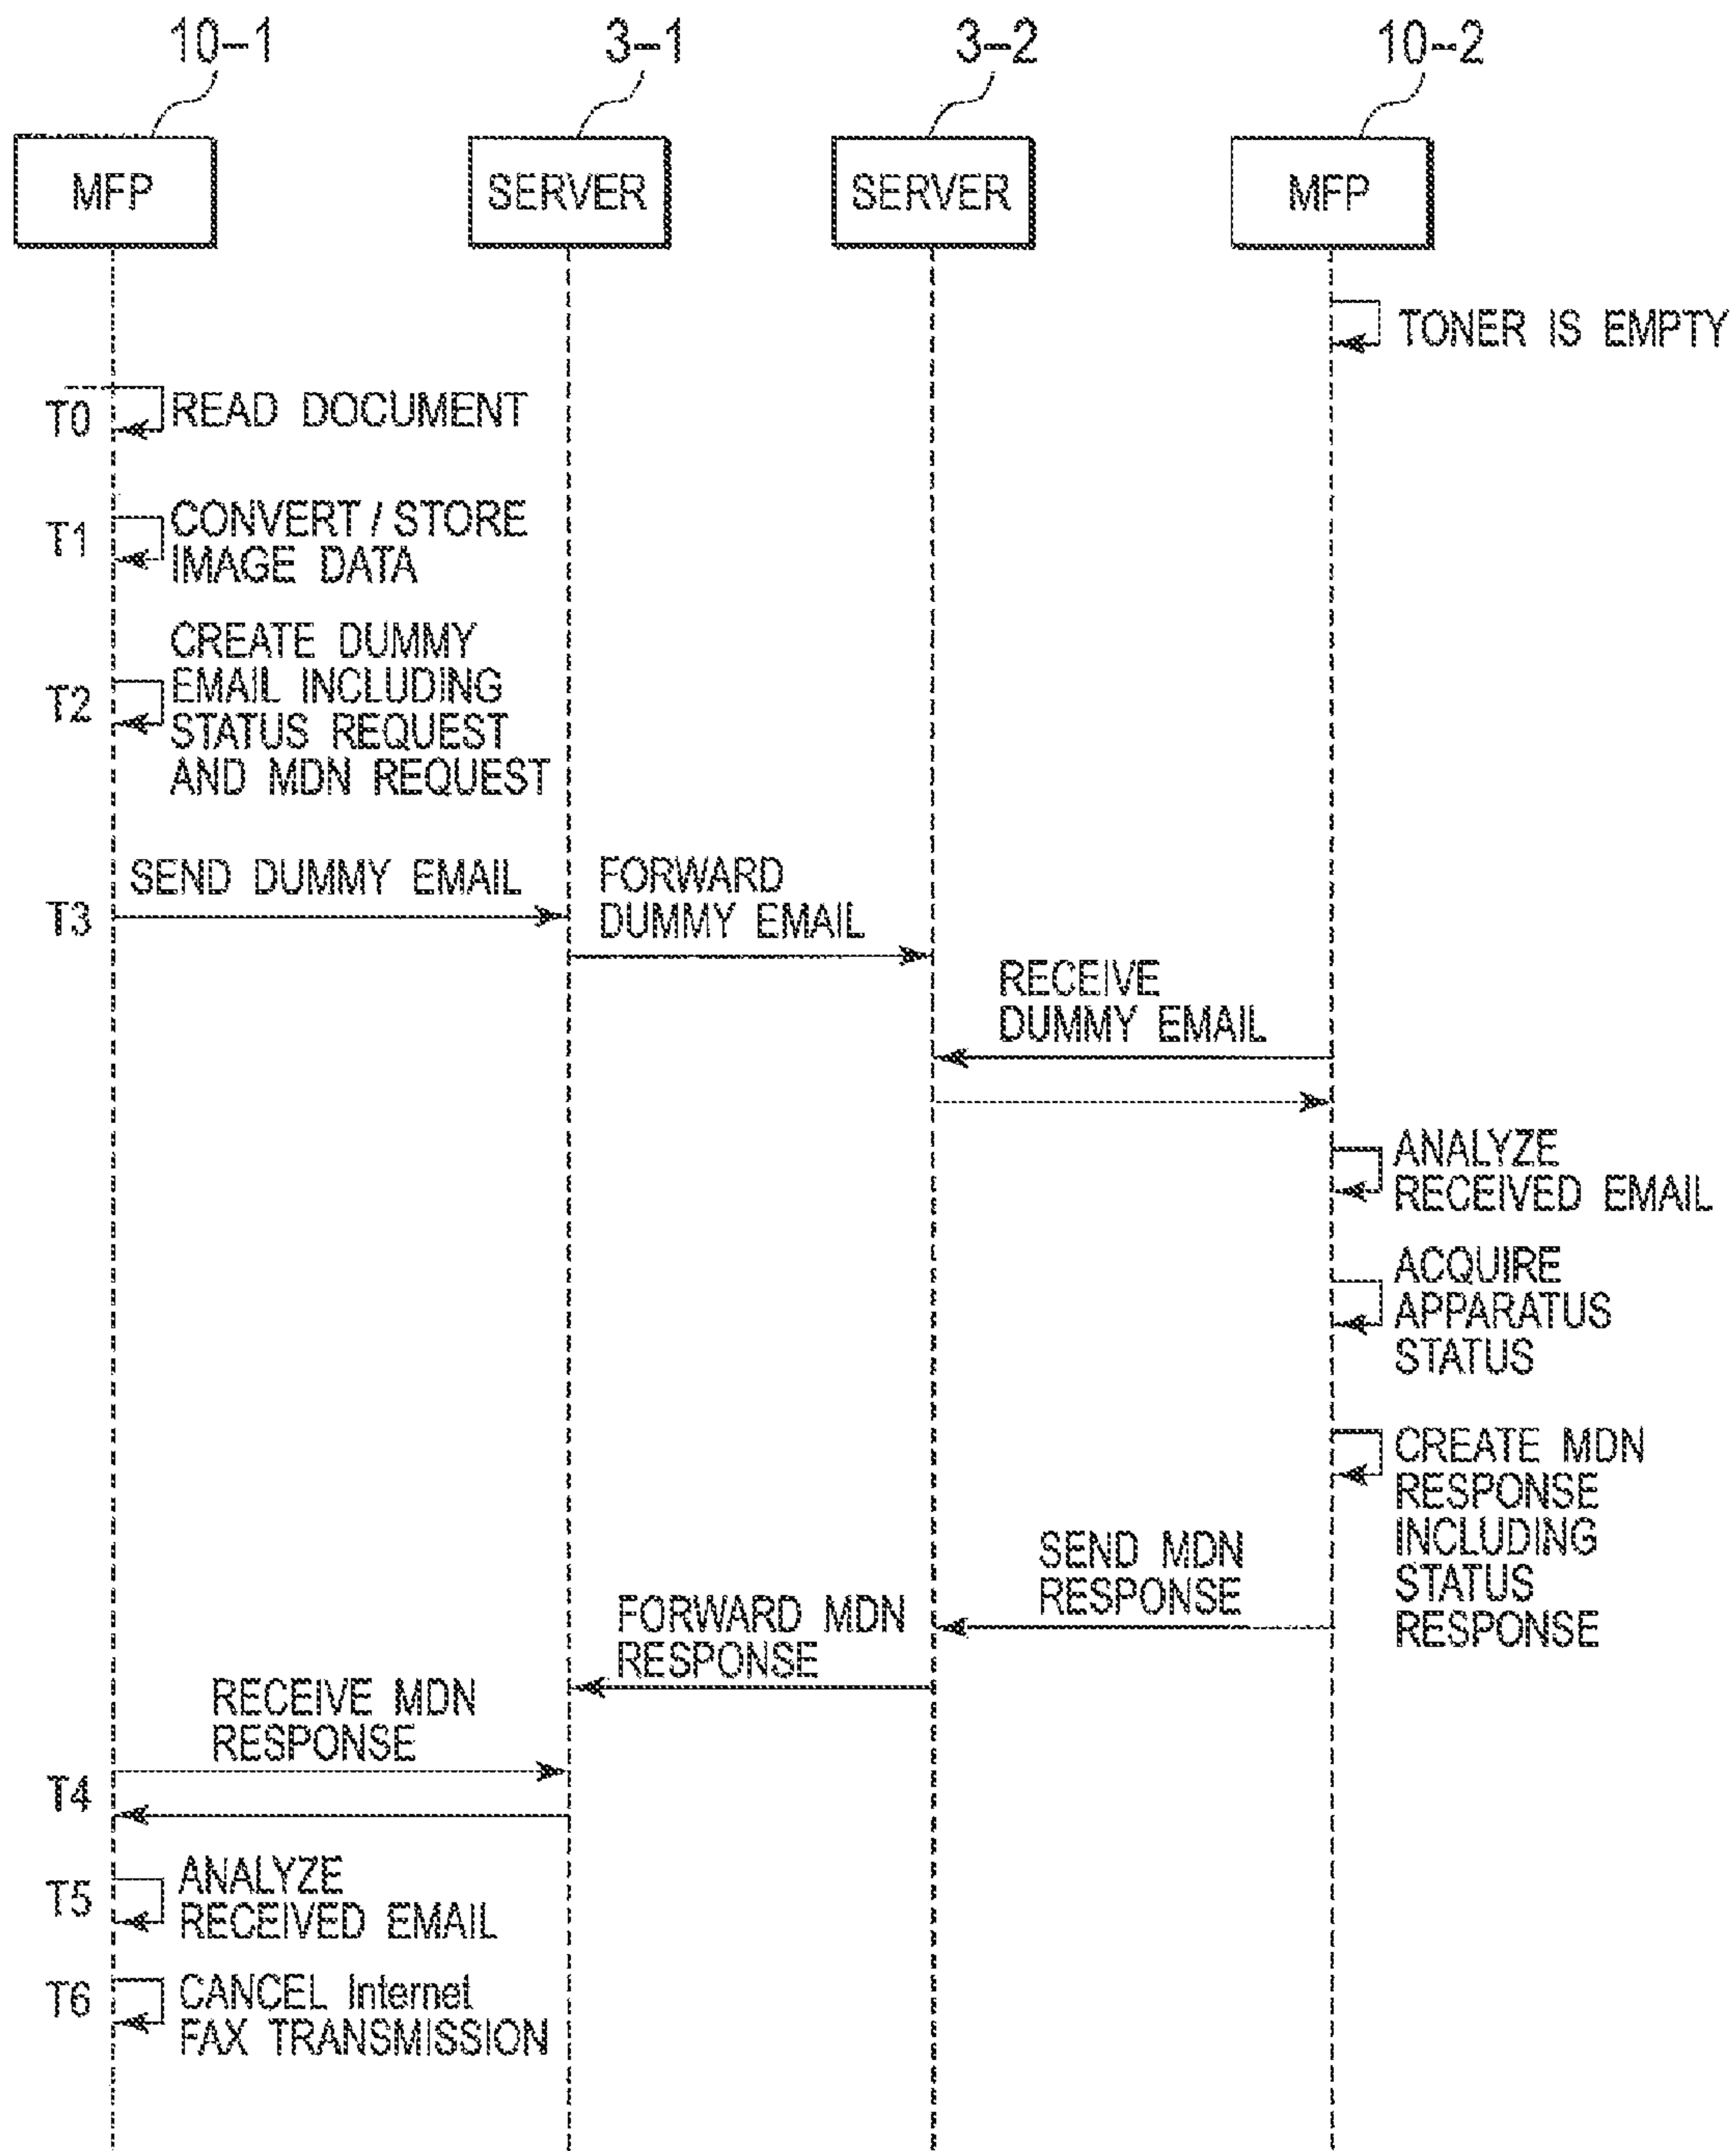 10-1
3-1
3-2
10-2
MFP
SERVER
SERVER
MFP
TONER IS EMPTY
T0
READ DOCUMENT
T1
CONVERT / STORE
IMAGE DATA
T2
CREATE DUMMY
EMAIL INCLUDING
STATUS REQUEST
AND MDN REQUEST
T3
SEND DUMMY EMAIL
FORWARD
DUMMY EMAIL
RECEIVE
DUMMY EMAIL
ANALYZE
RECEIVED EMAIL
ACQUIRE
APPARATUS
STATUS
CREATE MDN
RESPONSE
INCLUDING
STATUS
RESPONSE
SEND MDN
RESPONSE
FORWARD MDN
RESPONSE
RECEIVE MDN
RESPONSE
T4
T5
ANALYZE
RECEIVED EMAIL
T6
CANCEL Internet
FAX TRANSMISSION